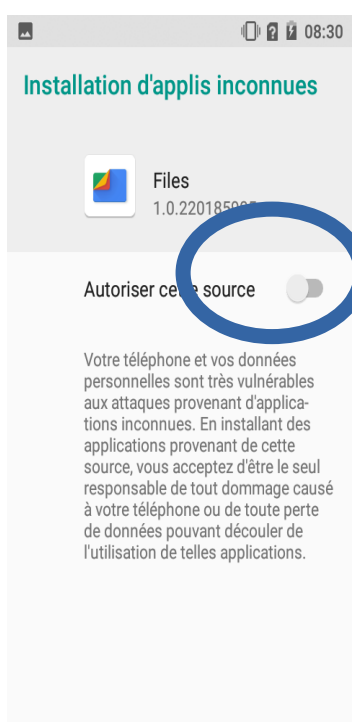 08:30
Installation d'applis inconnues
Files
1.0.220185
Autoriser cette source
Votre téléphone et vos données
personnelles sont très vulnérables
aux attaques provenant d'applica-
tions inconnues. En installant des
applications provenant de cette
source, vous acceptez d'être le seul
responsable de tout dommage causé
à votre téléphone ou de toute perte
de données pouvant découler de
l'utilisation de telles applications.